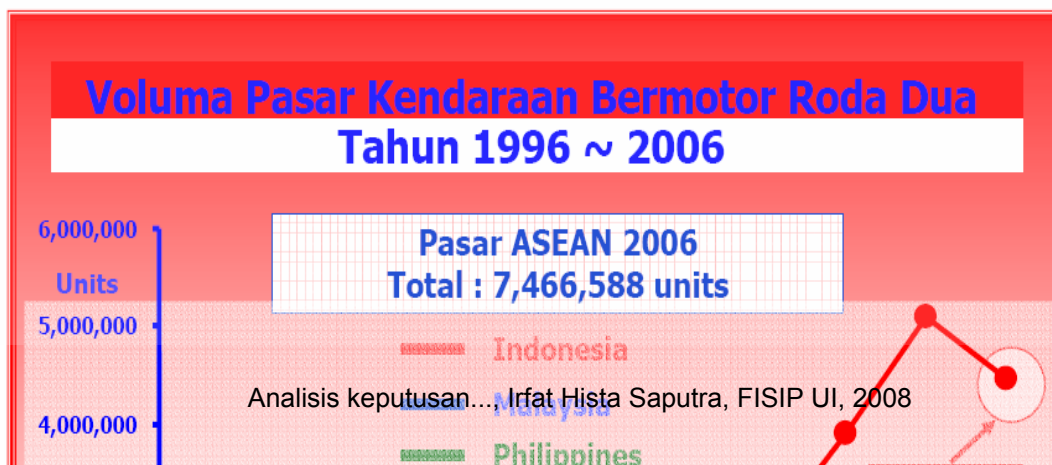 Voluma Pasar Kendaraan Bermotor Roda Dua
Tahun 1996 ~ 2006
6,000,000
Units
Pasar ASEAN 2006
Total : 7,466,588 units
5,000,000
Indonesia
Analisis keputusan..., Irfat Hista Saputra, FISIP UI, 2008
Malaysia
4,000,000
Philippines